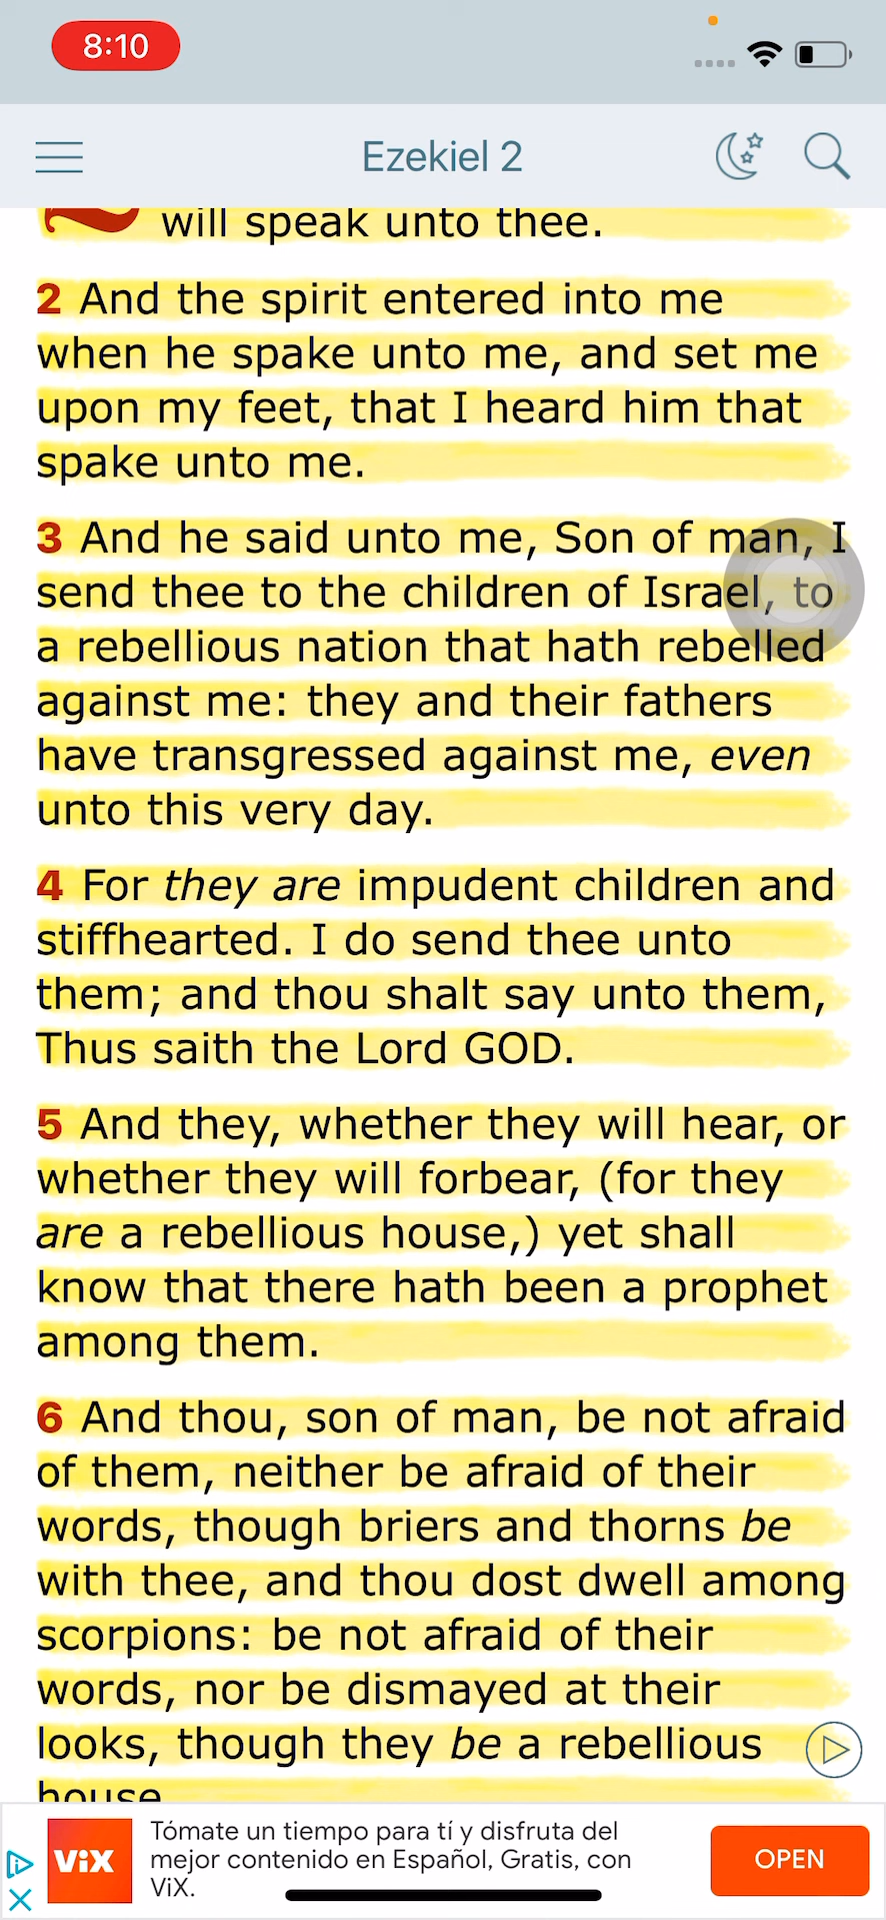 8:10
Ezekiel 2
will speak unto thee.
2 And the spirit entered into me
when he spake unto me, and set me
upon my feet, that I heard him that
spake unto me.
3 And he said unto me, Son of man, I
send thee to the children of Israel, to
a rebellious nation that hath rebelled
against me: they and their fathers
have transgressed against me, even
unto this very day.
4 For they are impudent children and
stiffhearted. I do send thee unto
them; and thou shalt say unto them,
Thus saith the Lord GOD.
5 And they, whether they will hear, or
whether they will forbear, (for they
are a rebellious house,) yet shall
know that there hath been a prophet
among them.
6 And thou, son of man, be not afraid
of them, neither be afraid of their
words, though briers and thorns be
with thee, and thou dost dwell among
scorpions: be not afraid of their
words, nor be dismayed at their
looks, though they be a rebellious
house
ViX
Tómate un tiempo para tí y disfruta del
mejor contenido en Español, Gratis, con
ViX.
OPEN